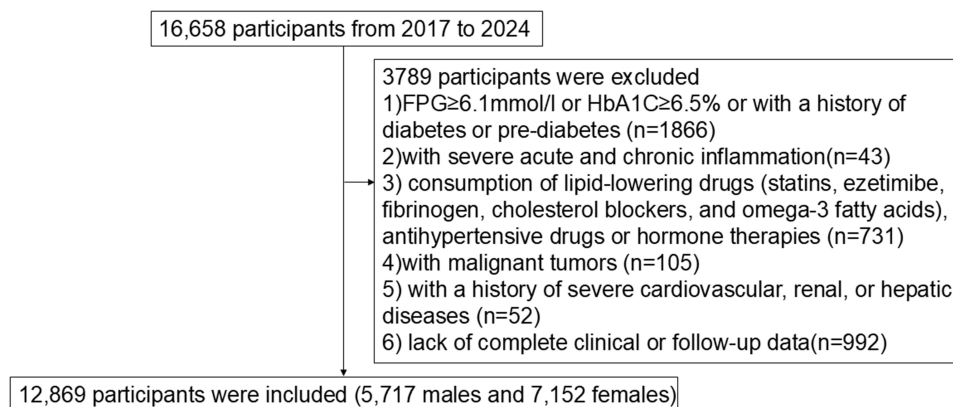 16,658 participants from 2017 to 2024
3789 participants were excluded
1)FPG≥6.1mmol/l or HbA1C≥6.5% or with a history of
diabetes or pre-diabetes (n=1866)
2)with severe acute and chronic inflammation(n=43)
3) consumption of lipid-lowering drugs (statins, ezetimibe,
fibrinogen, cholesterol blockers, and omega-3 fatty acids),
antihypertensive drugs or hormone therapies (n=731)
4)with malignant tumors (n=105)
5) with a history of severe cardiovascular, renal, or hepatic
diseases (n=52)
6) lack of complete clinical or follow-up data(n=992)
12,869 participants were included (5,717 males and 7,152 females)